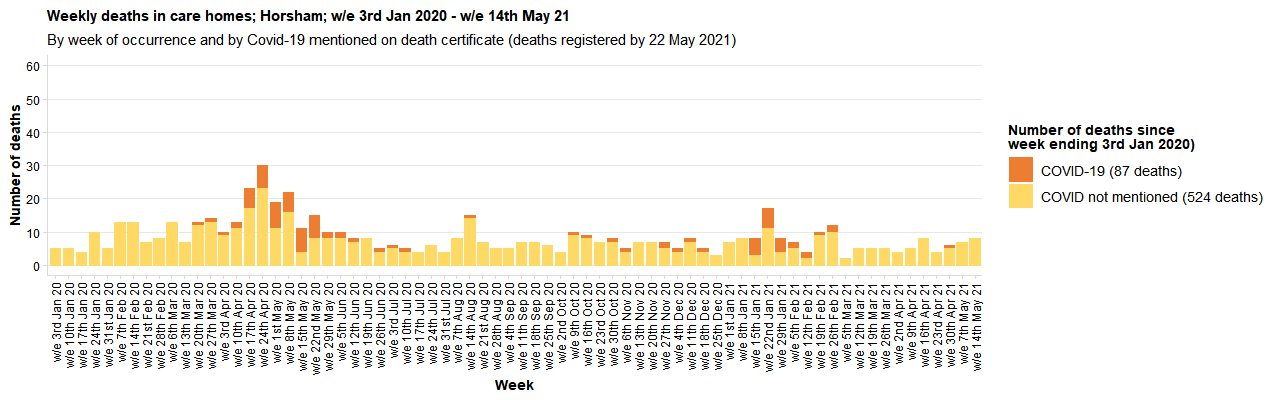 Weekly deaths in care homes; Horsham; w/e 3rd Jan 2020 - w/e 14th May 21
By week of occurrence and by Covid-19 mentioned on death certificate (deaths registered by 22 May 2021)
Number of deaths
60
50
40
30
20
10
0
w/e 3rd Jan 20
w/e 10th Jan 20
w/e 17th Jan 20
w/e 24th Jan 20
w/e 31st Jan 20
w/e 7th Feb 20
w/e 14th Feb 20
w/e 21st Feb 20
w/e 28th Feb 20
w/e 6th Mar 20
w/e 13th Mar 20
w/e 20th Mar 20
w/e 27th Mar 20
w/e 3rd Apr 20
w/e 10th Apr 20
w/e 17th Apr 20
w/e 24th Apr 20
w/e 1st May 20
w/e 8th May 20
w/e 15th May 20
w/e 22nd May 20
w/e 29th May 20
w/e 5th Jun 20
w/e 12th Jun 20
w/e 19th Jun 20
w/e 26th Jun 20
w/e 3rd Jul 20
w/e 10th Jul 20
w/e 17th Jul 20
w/e 24th Jul 20
w/e 31st Jul 20
w/e 7th Aug 20
w/e 14th Aug 20
w/e 21st Aug 20
w/e 28th Aug 20
w/e 4th Sep 20
w/e 11th Sep 20
w/e 18th Sep 20
w/e 25th Sep 20
w/e 2nd Oct 20
w/e 9th Oct 20
w/e 16th Oct 20
w/e 23rd Oct 20
w/e 30th Oct 20
w/e 6th Nov 20
w/e 13th Nov 20
w/e 20th Nov 20
w/e 27th Nov 20
w/e 4th Dec 20
w/e 11th Dec 20
w/e 18th Dec 20
w/e 25th Dec 20
w/e 1st Jan 21
w/e 8th Jan 21
w/e 15th Jan 21
w/e 22nd Jan 21
w/e 29th Jan 21
w/e 5th Feb 21
w/e 12th Feb 21
w/e 19th Feb 21
w/e 26th Feb 21
w/e 5th Mar 21
w/e 12th Mar 21
w/e 19th Mar 21
w/e 26th Mar 21
w/e 2nd Apr 21
w/e 9th Apr 21
w/e 16th Apr 21
w/e 23rd Apr 21
w/e 30th Apr 21
w/e 7th May 21
w/e 14th May 21
Week
Number of deaths since
week ending 3rd Jan 2020)
COVID-19 (87 deaths)
COVID not mentioned (524 deaths)